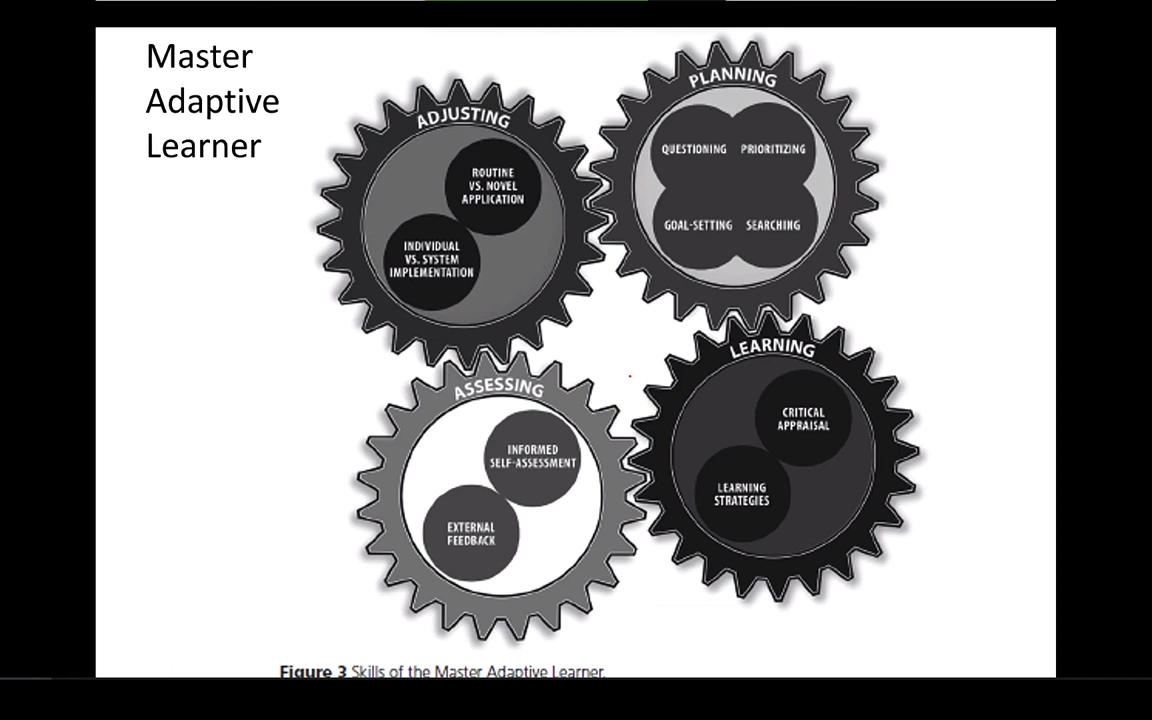 Master
Adaptive
Learner
ADJUSTING
ROUTINE
VS. NOVEL
APPLICATION
INDIVIDUAL
VS. SYSTEM
IMPLEMENTATION
PLANNING
QUESTIONING PRIORITIZING
GOAL-SETTING SEARCHING
ASSESSING
INFORMED
SELF-ASSESSMENT
EXTERNAL
FEEDBACK
LEARNING
CRITICAL
APPRAISAL
LEARNING
STRATEGIES
Figure 3 Skills of the Master Adaptive Learner.